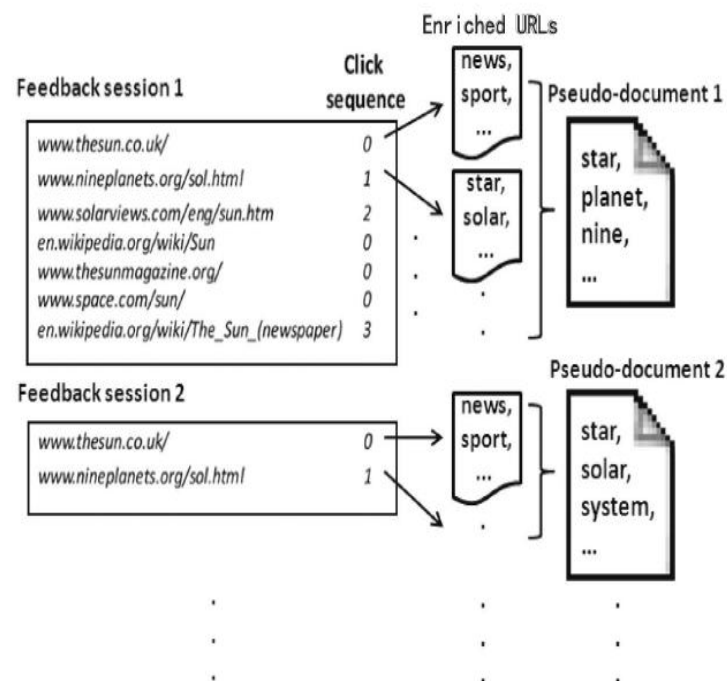 Enriched URLs
Feedback session 1
Click
sequence
www.thesun.co.uk/ 0
www.nineplanets.org/sol.html 1
www.solarviews.com/eng/sun.htm 2
en.wikipedia.org/wiki/Sun 0
www.thesunmagazine.org/ 0
www.space.com/sun/ 0
en.wikipedia.org/wiki/The_Sun_(newspaper) 3
news,
sport,
...
star,
solar,
...
Pseudo-document 1
star,
planet,
nine,
...
Feedback session 2
www.thesun.co.uk/ 0
www.nineplanets.org/sol.html 1
news,
sport,
...
Pseudo-document 2
star,
solar,
system,
...